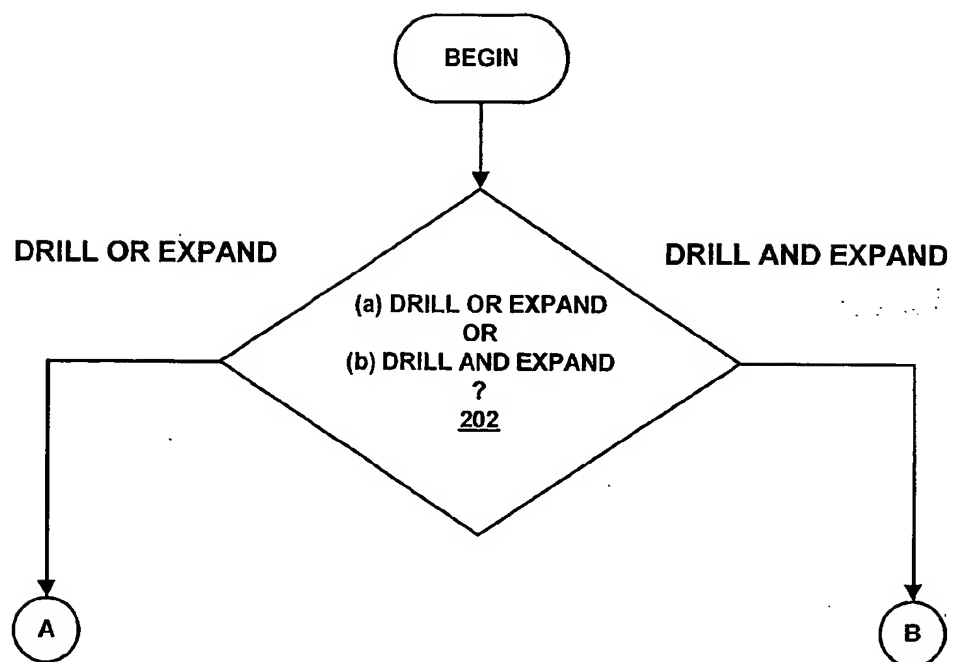 BEGIN
DRILL OR EXPAND
DRILL AND EXPAND
(a) DRILL OR EXPAND
OR
(b) DRILL AND EXPAND
?
202
A
B